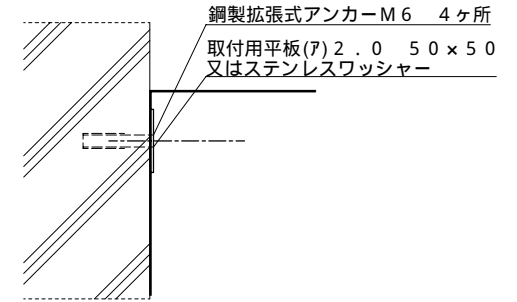 鋼製拡張式アンカーＭ６　４ヶ所
取付用平板(ｱ)２．０　５０×５０
又はステンレスワッシャー